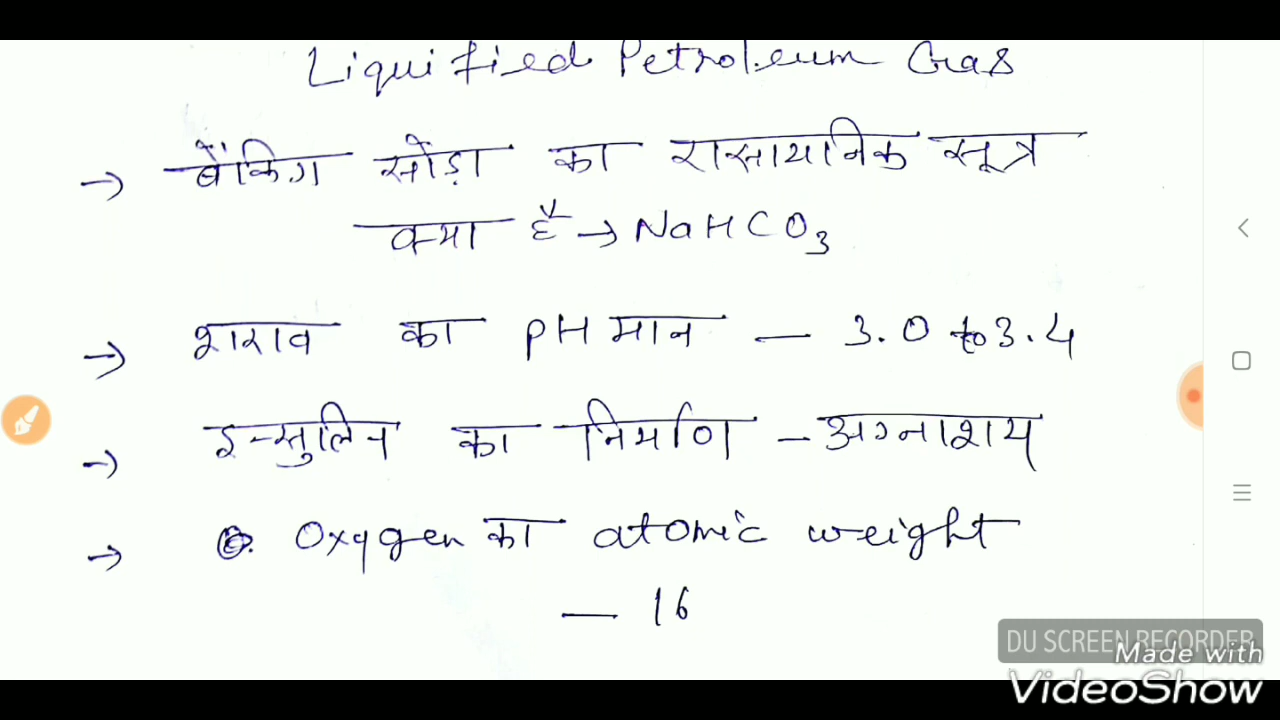 Liquified Petroleum Gas
→ बेंकिग सोडा का रासायनिक सूत्र
क्या है → NaHCO3
→ शराव का pH मान — 3.0 to 3.4
→ इन्सुलिन का निर्माण – अग्नाशय
→ Oxygen का atomic weight
— 16
DU SCREEN RECORDER
Made with
VideoShow